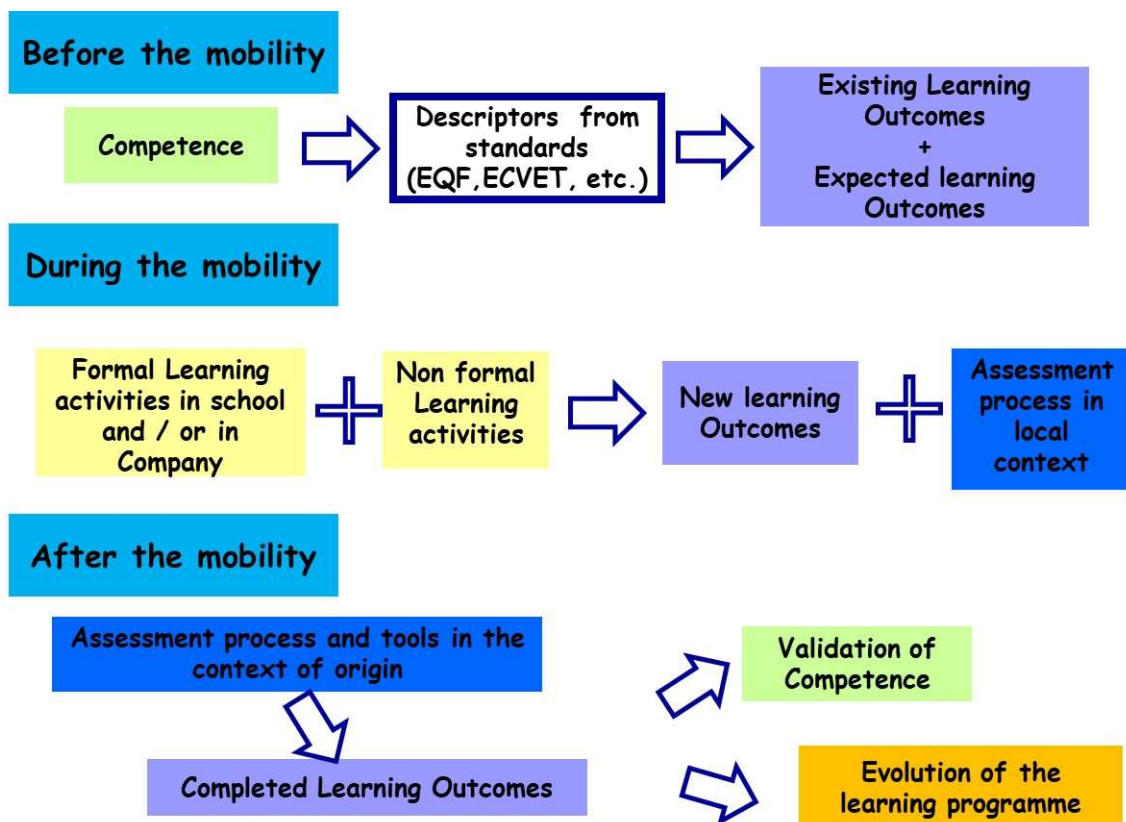 Before the mobility
Competence
Descriptors from
standards
(EQF,ECVET, etc.)
Existing Learning
Outcomes
+
Expected learning
Outcomes
During the mobility
Formal Learning
activities in school
and / or in
Company
Non formal
Learning
activities
New learning
Outcomes
Assessment
process in
local
context
After the mobility
Assessment process and tools in the
context of origin
Validation of
Competence
Completed Learning Outcomes
Evolution of the
learning programme